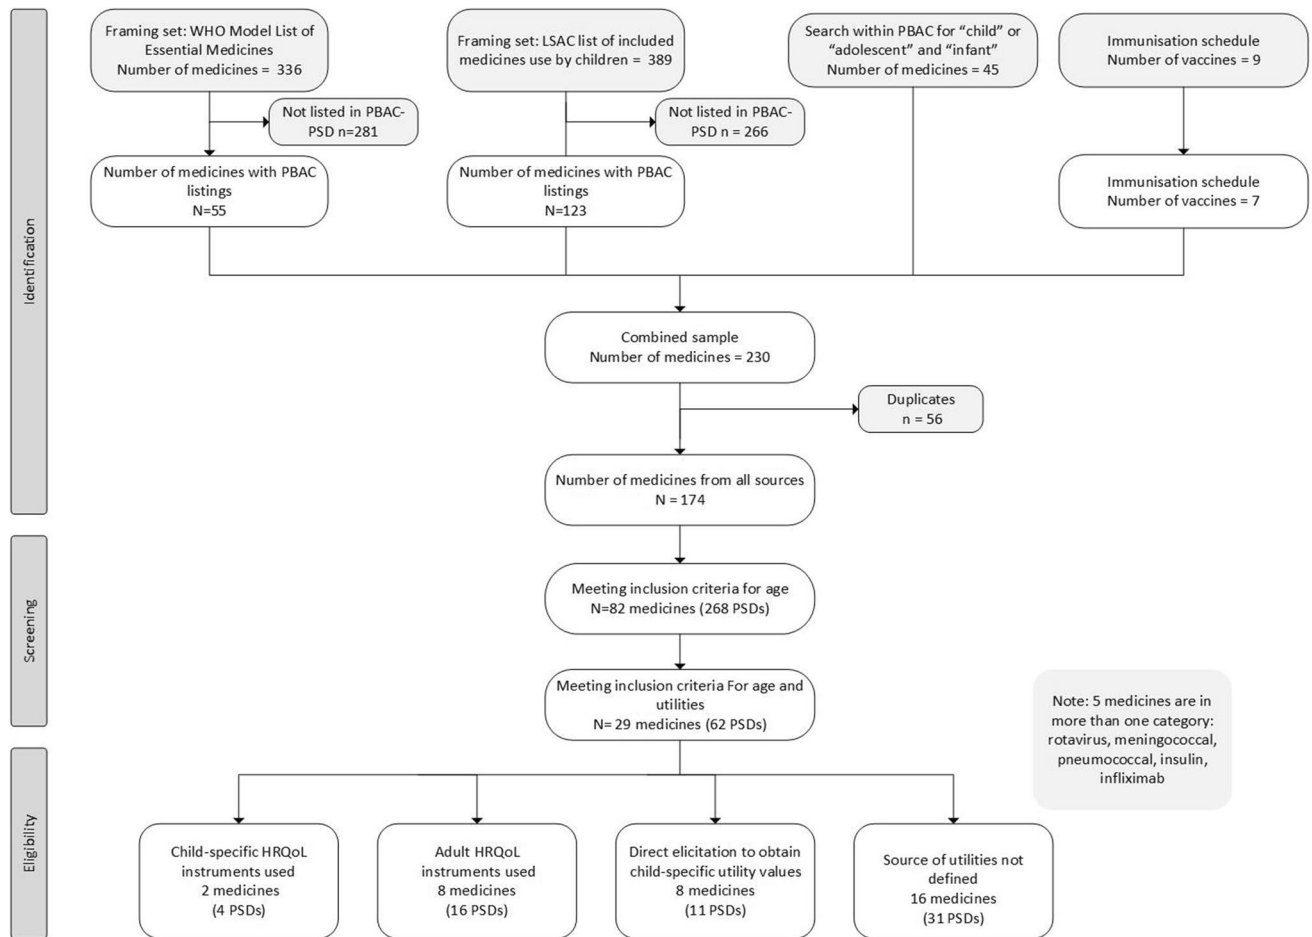 Identification
Framing set: WHO Model List of
Essential Medicines
Number of medicines = 336
Framing set: LSAC list of included
medicines use by children = 389
Search within PBAC for “child” or
“adolescent” and “infant”
Number of medicines = 45
Immunisation schedule
Number of vaccines = 9
Not listed in PBAC-
PSD n=281
Not listed in PBAC-
PSD n = 266
Number of medicines with PBAC
listings
N=55
Number of medicines with PBAC
listings
N=123
Immunisation schedule
Number of vaccines = 7
Combined sample
Number of medicines = 230
Duplicates
n = 56
Number of medicines from all sources
N = 174
Screening
Meeting inclusion criteria for age
N=82 medicines (268 PSDs)
Meeting inclusion criteria For age and
utilities
N= 29 medicines (62 PSDs)
Note: 5 medicines are in
more than one category:
rotavirus, meningococcal,
pneumococcal, insulin,
infliximab
Eligibility
Child-specific HRQoL
instruments used
2 medicines
(4 PSDs)
Adult HRQoL
instruments used
8 medicines
(16 PSDs)
Direct elicitation to obtain
child-specific utility values
8 medicines
(11 PSDs)
Source of utilities not
defined
16 medicines
(31 PSDs)